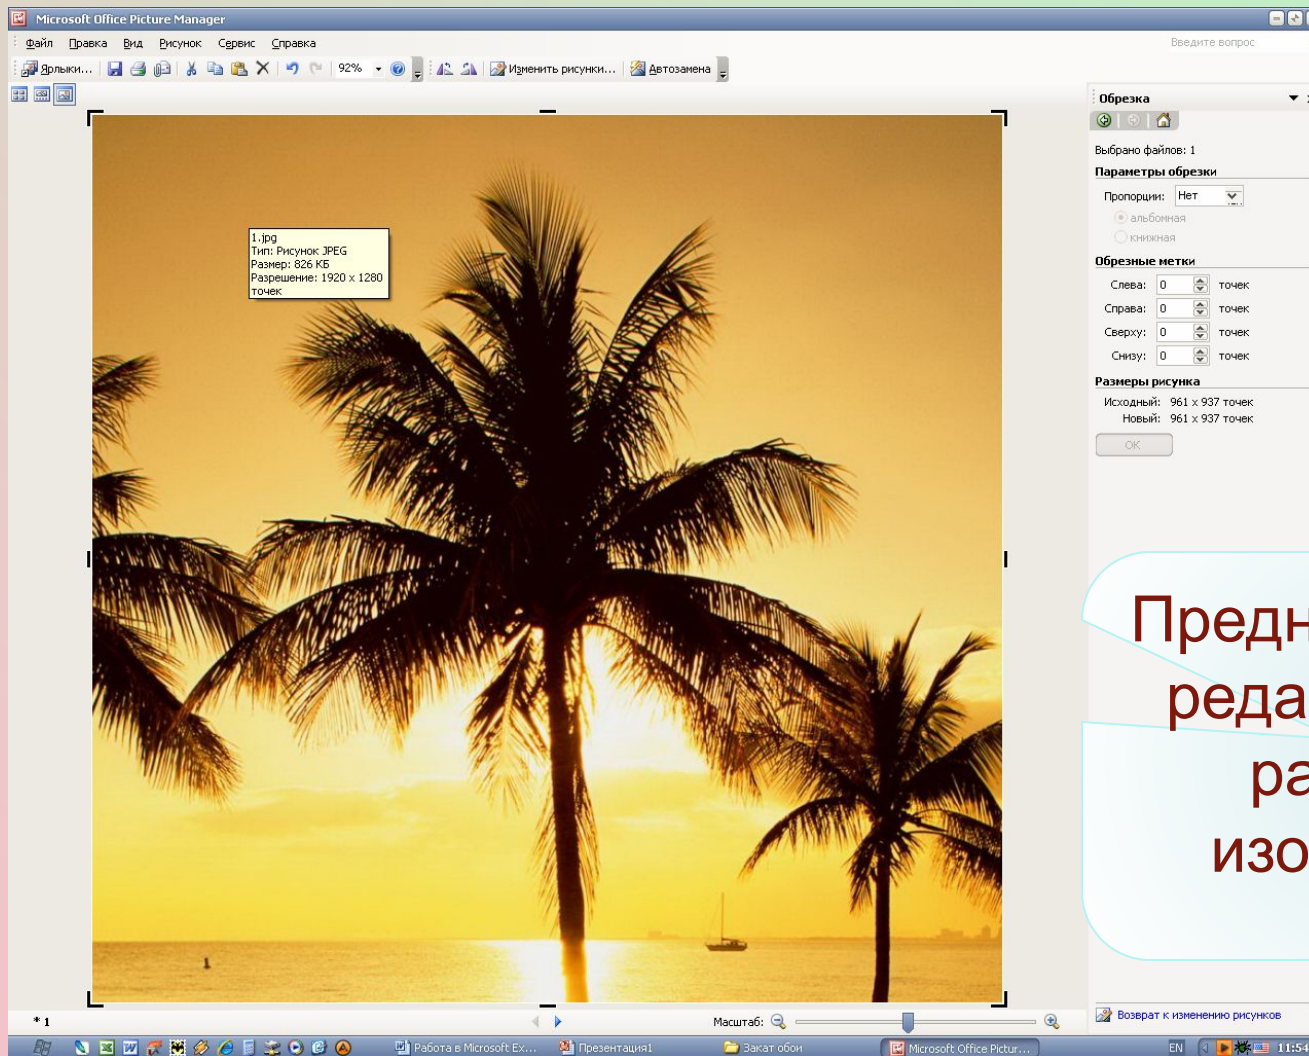 Microsoft Office Picture Manager
Файл Правка Вид Рисунок Сервис Справка
Введите вопрос
Ярлыки... 92% Изменить рисунки... Автозамена
Обрезка
Выбрано файлов: 1
Параметры обрезки
Пропорции: Нет
альбомная
книжная
Обрезные метки
Слева: 0 точек
Справа: 0 точек
Сверху: 0 точек
Снизу: 0 точек
Размеры рисунка
Исходный: 961 x 937 точек
Новый: 961 x 937 точек
ОК
1.jpg
Тип: Рисунок JPEG
Размер: 826 КБ
Разрешение: 1920 x 1280
точек
Предн
реда
ра
изо
* 1
Масштаб:
Возврат к изменению рисунков
Работа в Microsoft Ex...
Презентация1
Закат обои
Microsoft Office Pictur...
EN
11:54